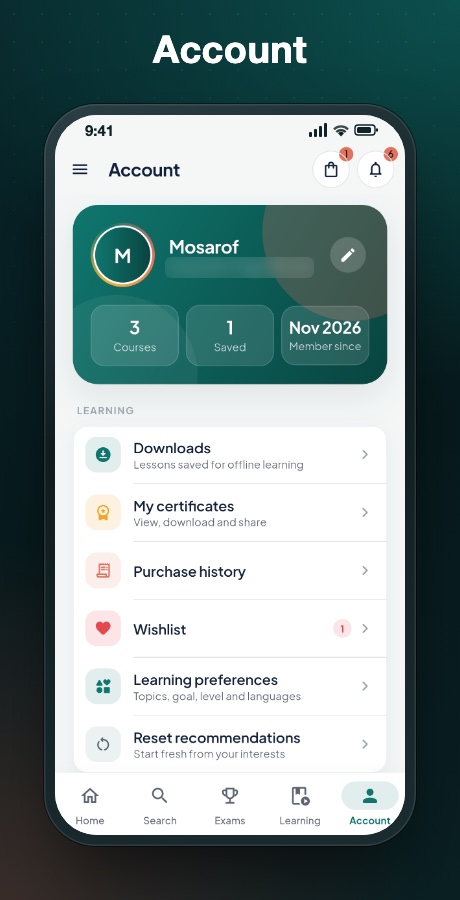 Account
9:41
Account
1
6
M
Mosarof
3
Courses
1
Saved
Nov 2026
Member since
LEARNING
Downloads
Lessons saved for offline learning
My certificates
View, download and share
Purchase history
Wishlist
1
Learning preferences
Topics, goal, level and languages
Reset recommendations
Start fresh from your interests
Home
Search
Exams
Learning
Account